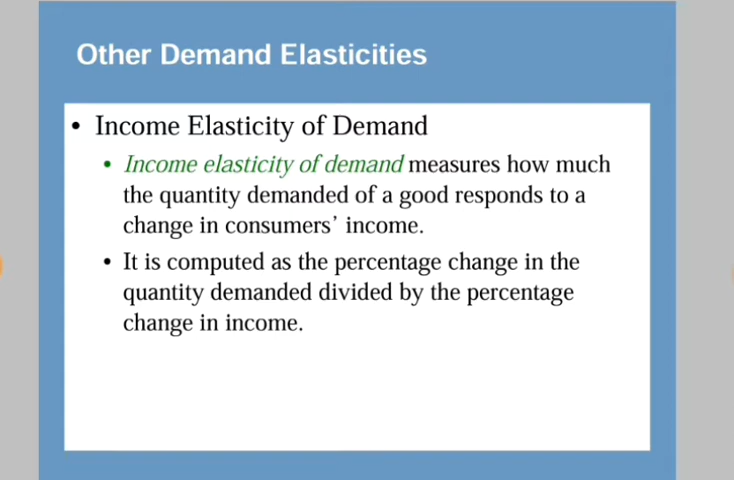 Other Demand Elasticities
• Income Elasticity of Demand
• Income elasticity of demand measures how much
the quantity demanded of a good responds to a
change in consumers’ income.
• It is computed as the percentage change in the
quantity demanded divided by the percentage
change in income.